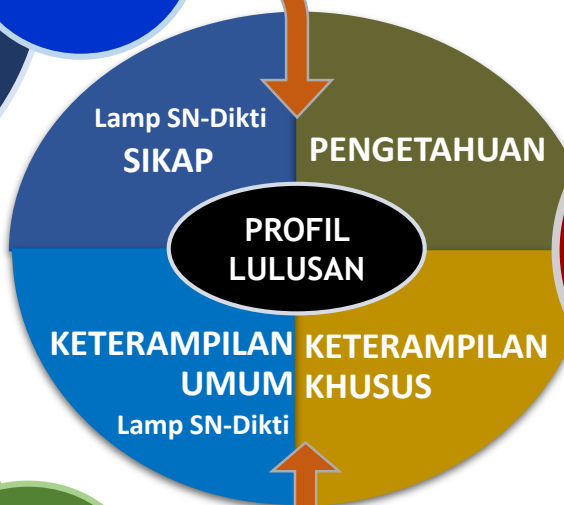 Lamp SN-Dikti
SIKAP
PENGETAHUAN
PROFIL
LULUSAN
KETERAMPILAN
UMUM
Lamp SN-Dikti
KETERAMPILAN
KHUSUS